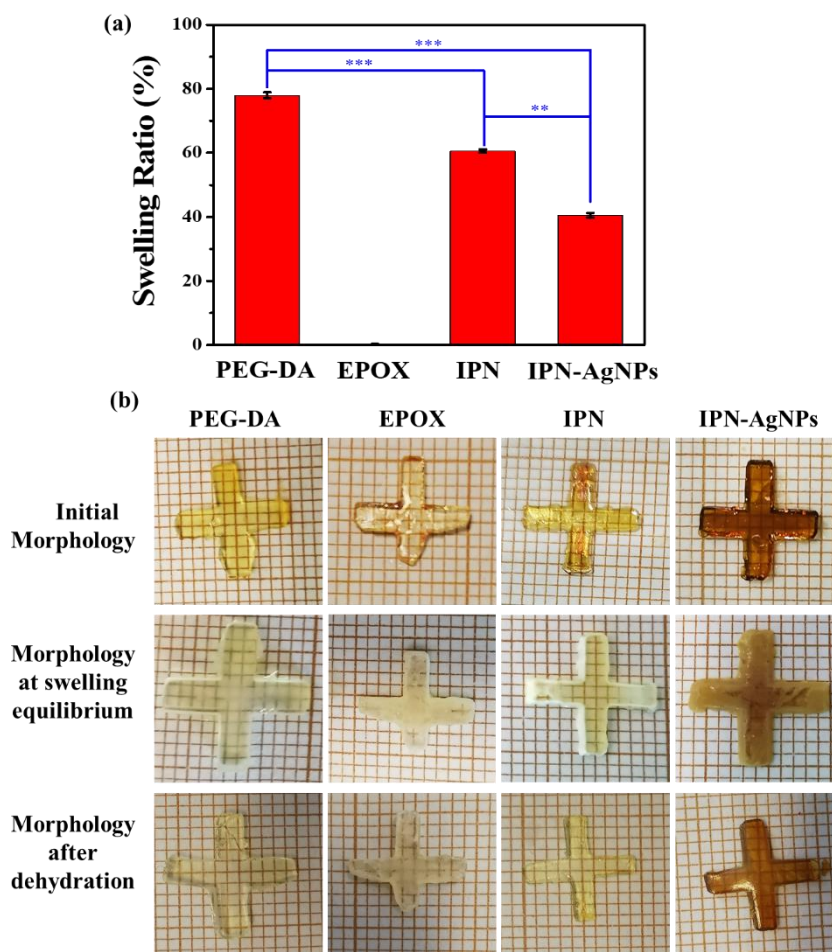 (a)
***
***
**
Swelling Ratio (%)
100
80
60
40
20
0
PEG-DA EPOX IPN IPN-AgNPs
(b)
PEG-DA EPOX IPN IPN-AgNPs
Initial
Morphology
Morphology
at swelling
equilibrium
Morphology
after
dehydration